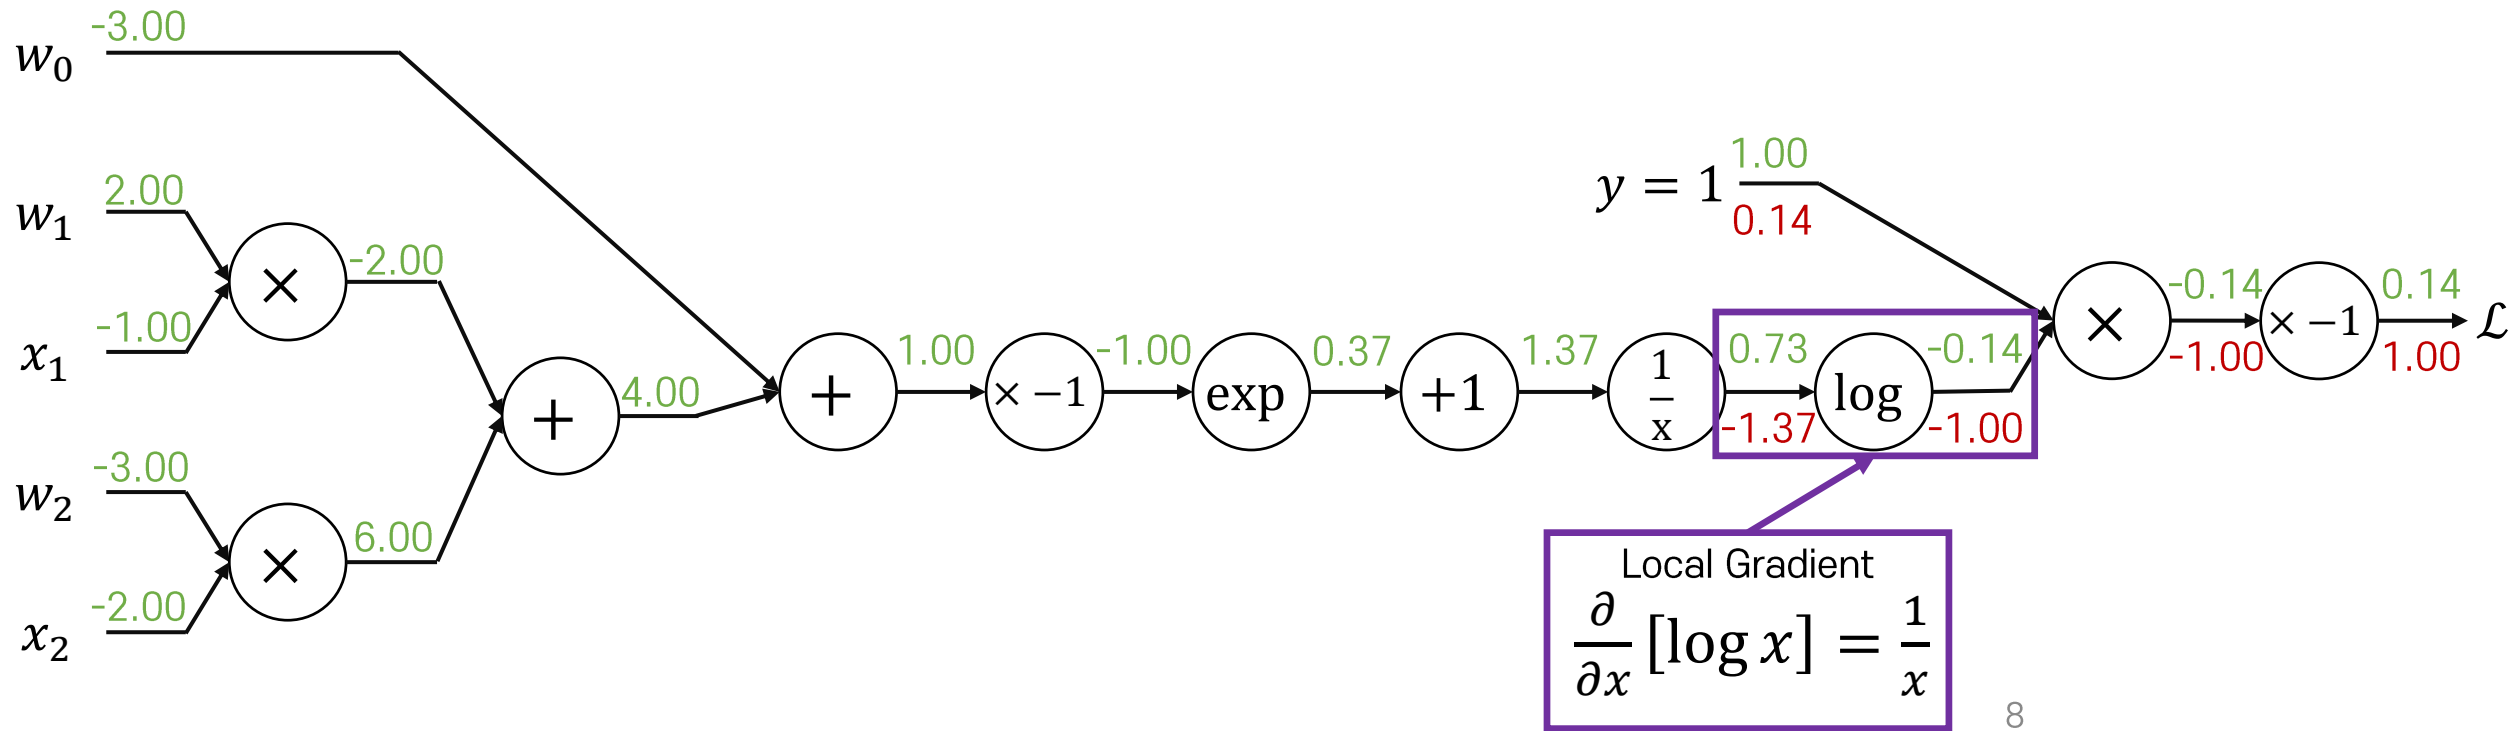 w₀ -3.00
w₁ 2.00
x₁ -1.00
×
-2.00
w₂ -3.00
x₂ -2.00
×
6.00
+
4.00
+
1.00
× −1
-1.00
exp
0.37
+1
1.37
1/x
0.73
-1.37
log
-0.14
-1.00
y = 1 1.00
0.14
×
-0.14
-1.00
× −1
0.14
1.00
ℒ
Local Gradient
∂/∂x [log x] = 1/x
8